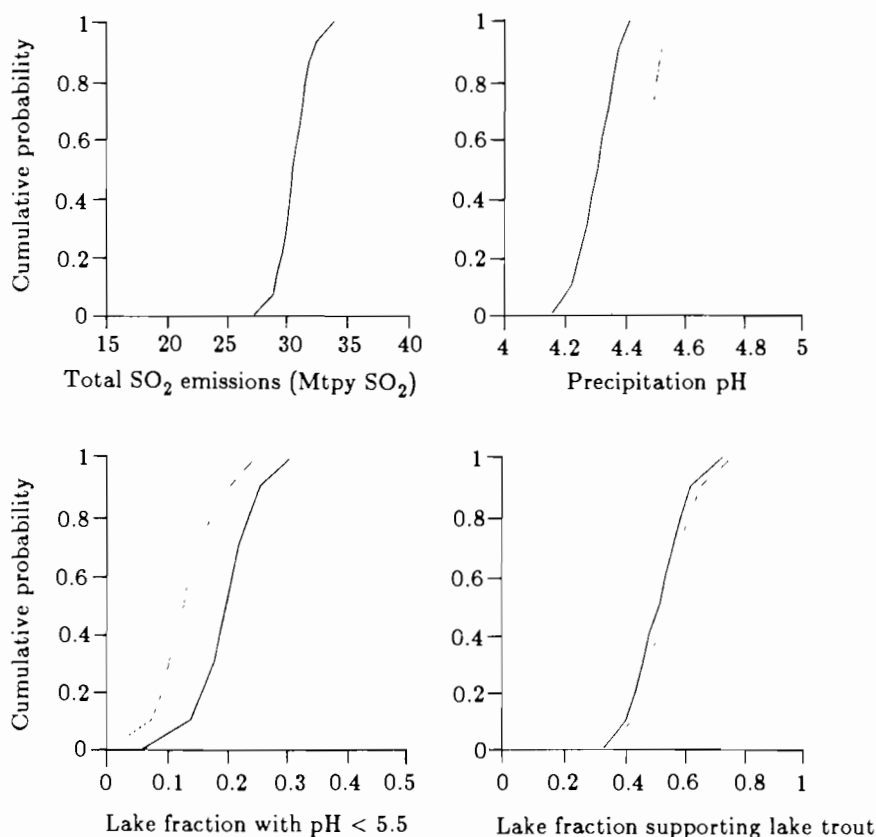 Cumulative probability
1
0.8
0.6
0.4
0.2
0
15 20 25 30 35 40
Total SO₂ emissions (Mtpy SO₂)
1
0.8
0.6
0.4
0.2
0
4 4.2 4.4 4.6 4.8 5
Precipitation pH
Cumulative probability
1
0.8
0.6
0.4
0.2
0
0 0.1 0.2 0.3 0.4 0.5
Lake fraction with pH < 5.5
1
0.8
0.6
0.4
0.2
0
0 0.2 0.4 0.6 0.8 1
Lake fraction supporting lake trout